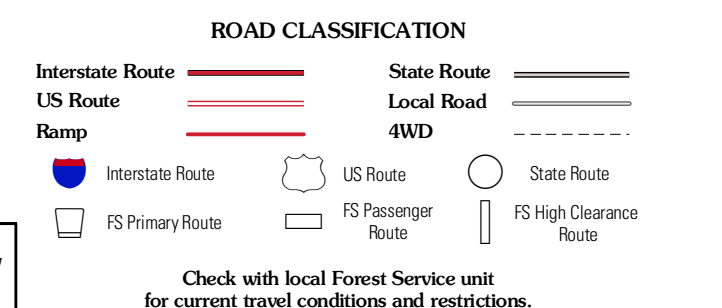 ROAD CLASSIFICATION
Interstate Route
State Route
US Route
Local Road
Ramp
4WD
Interstate Route
US Route
State Route
FS Primary Route
FS Passenger
Route
FS High Clearance
Route
Check with local Forest Service unit
for current travel conditions and restrictions.